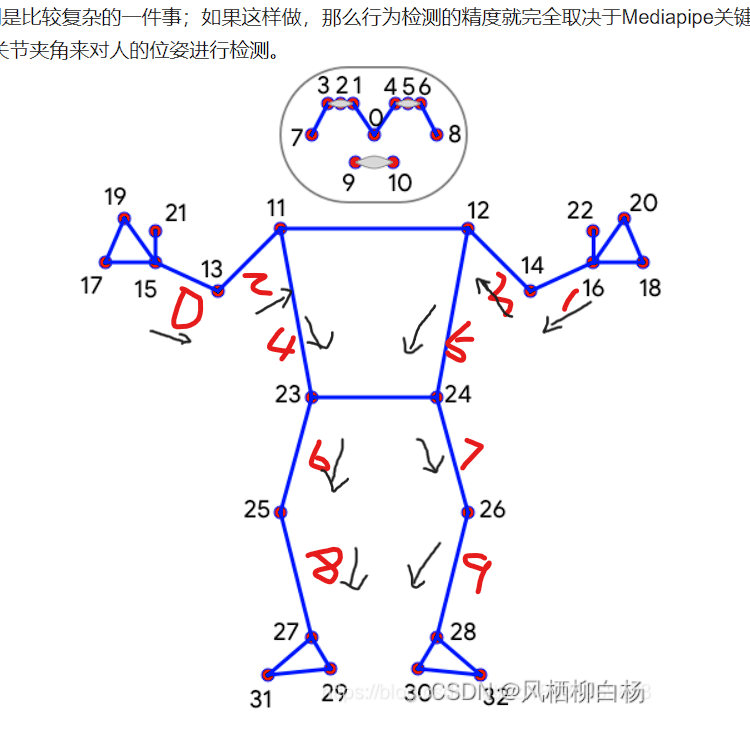 则是比较复杂的一件事；如果这样做，那么行为检测的精度就完全取决于Mediapipe关键
关节夹角来对人的位姿进行检测。
3 2 1 4 5 6
0
7 8
9 10
19 21 11 12 22 20
17 15 13 14 16 18
0 2 3 1
4 5
23 24
6 7
25 26
8 9
27 28
31 29 30 32
CSDN @风栖柳白杨